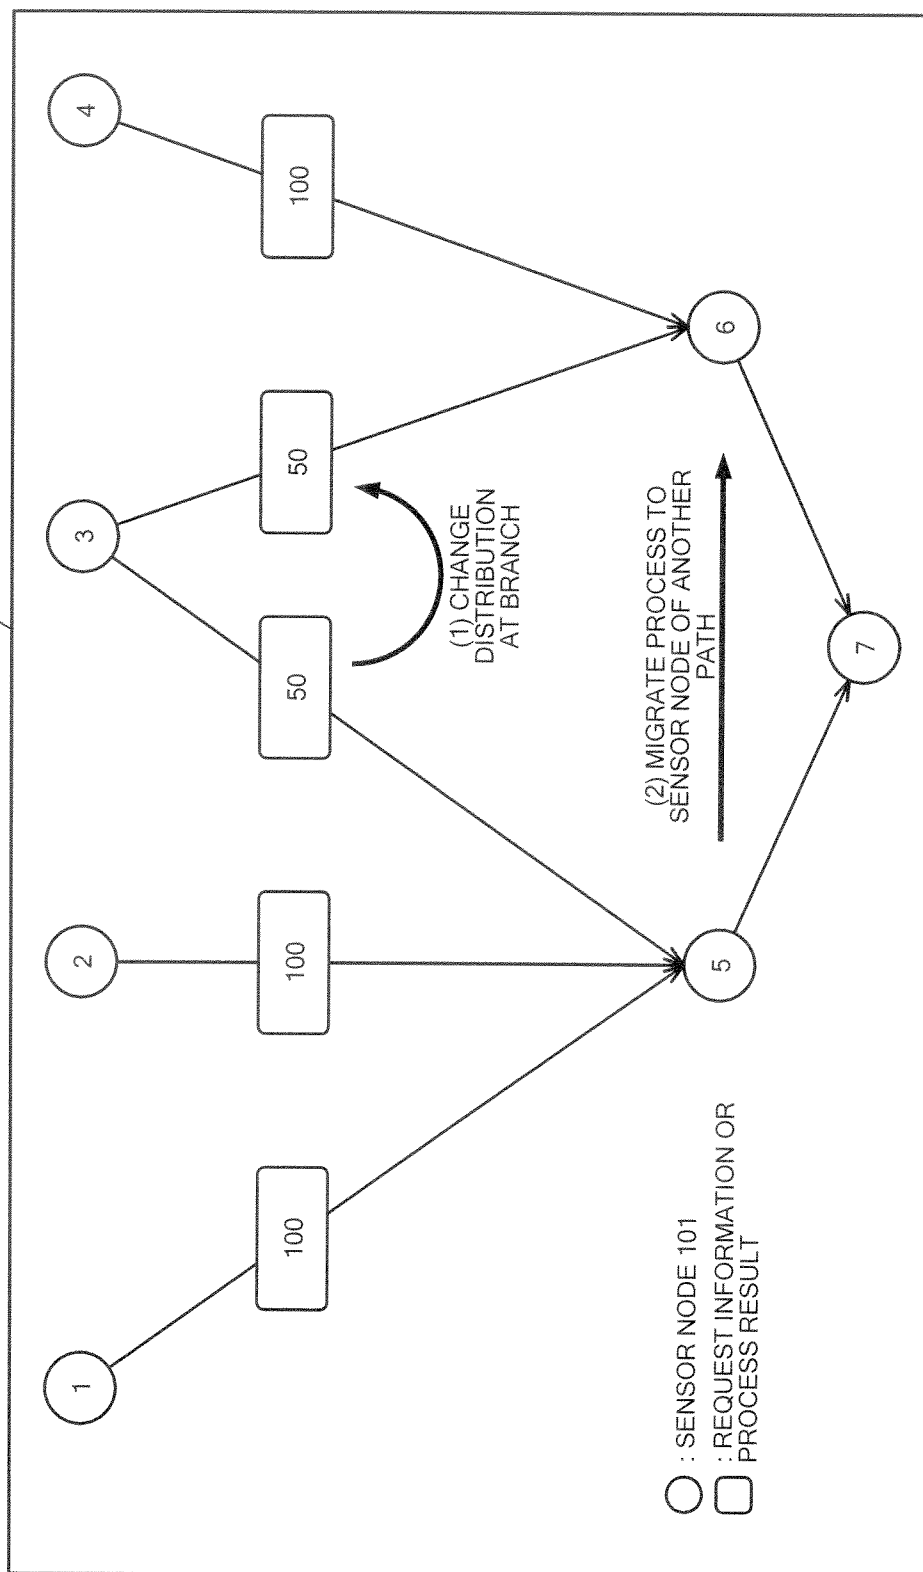 1
2
3
4
100
100
50
50
100
(1) CHANGE
DISTRIBUTION
AT BRANCH
(2) MIGRATE PROCESS TO
SENSOR NODE OF ANOTHER
PATH
5
6
7
: SENSOR NODE 101
: REQUEST INFORMATION OR
PROCESS RESULT